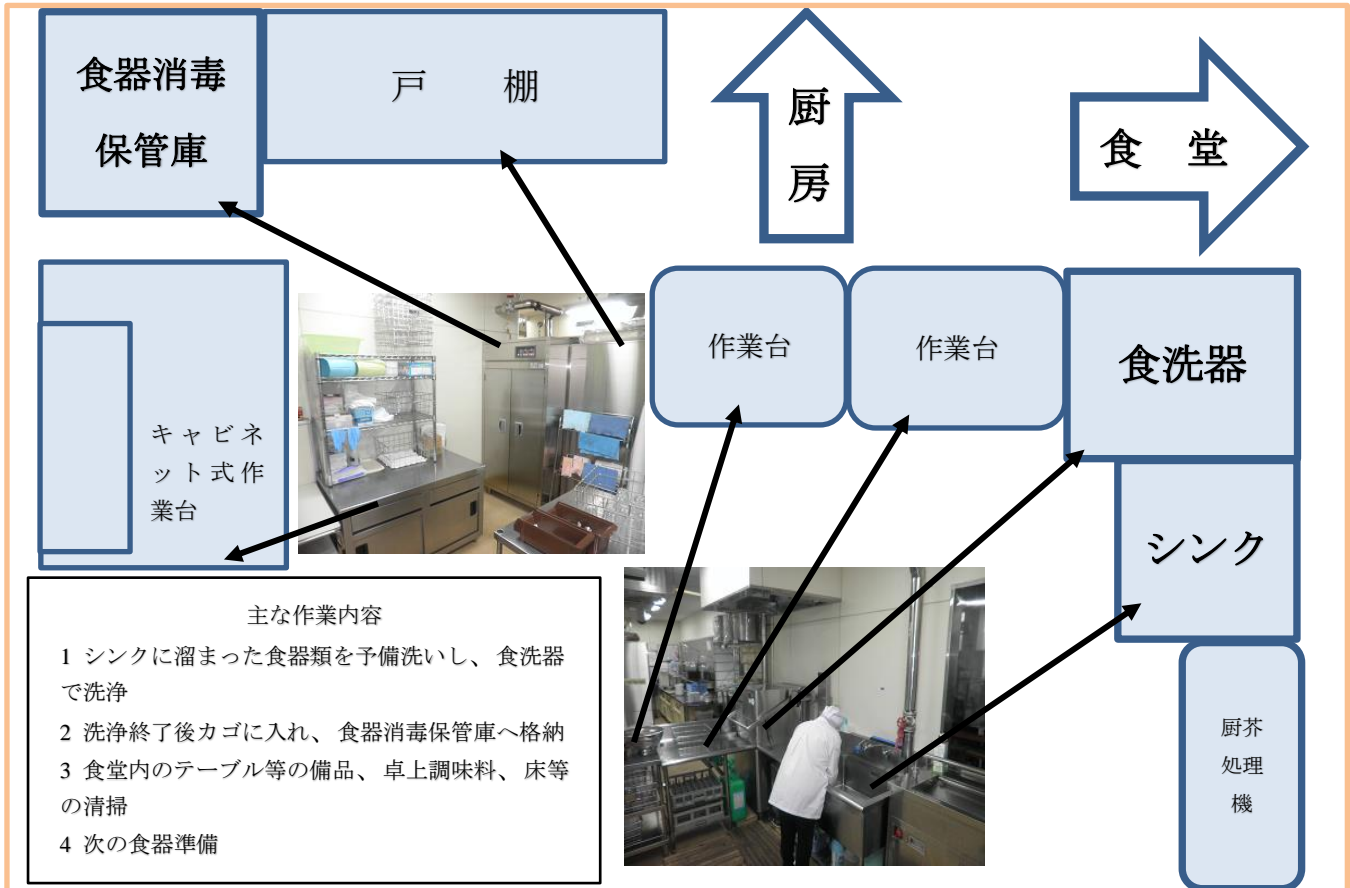 食器消毒
保管庫
戸 棚
厨
房
食 堂
キャビネ
ット式作
業台
作業台
作業台
食洗器
シンク
厨芥
処理
機
主な作業内容
1 シンクに溜まった食器類を予備洗いし、食洗器
で洗浄
2 洗浄終了後カゴに入れ、食器消毒保管庫へ格納
3 食堂内のテーブル等の備品、卓上調味料、床等
の清掃
4 次の食器準備